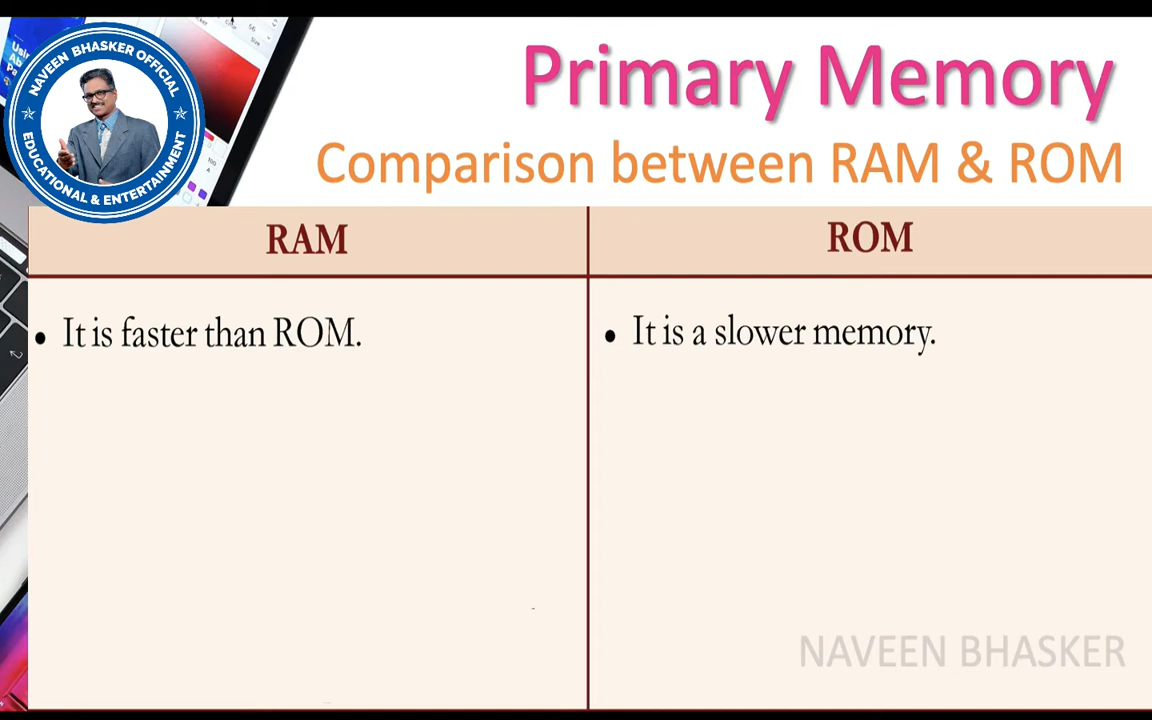 NAVEEN BHASKER OFFICIAL
EDUCATIONAL & ENTERTAINMENT
Primary Memory
Comparison between RAM & ROM
RAM
ROM
• It is faster than ROM.
• It is a slower memory.
NAVEEN BHASKER